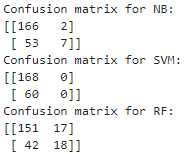 Confusion matrix for NB:
[[166   2]
 [ 53   7]]
Confusion matrix for SVM:
[[168   0]
 [ 60   0]]
Confusion matrix for RF:
[[151  17]
 [ 42  18]]